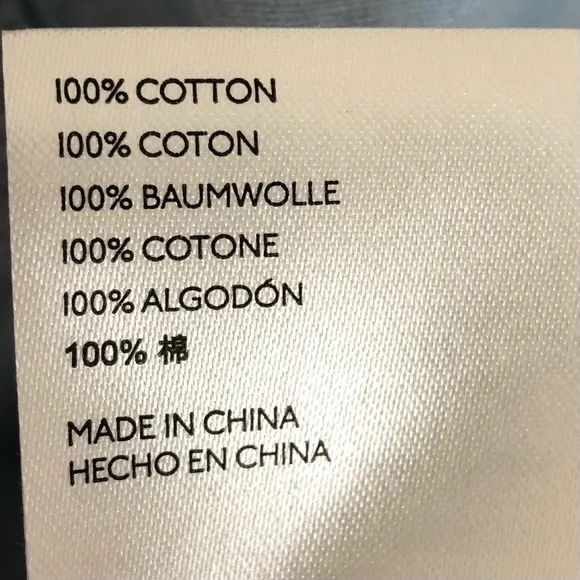 100% COTTON
100% COTON
100% BAUMWOLLE
100% COTONE
100% ALGODÓN
100% 棉
MADE IN CHINA
HECHO EN CHINA